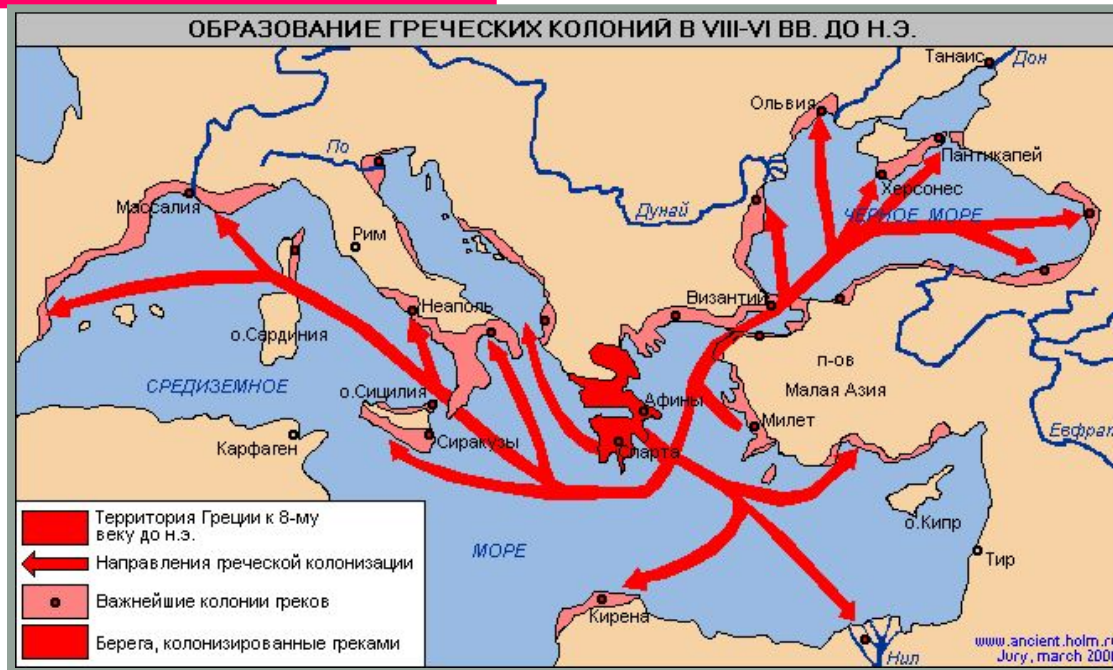 ОБРАЗОВАНИЕ ГРЕЧЕСКИХ КОЛОНИЙ В VIII-VI ВВ. ДО Н.Э.
Танаис
Дон
Ольвия
По
Пантикапей
Массалия
Херсонес
Дунай
ЧЕРНОЕ МОРЕ
Рим
Неаполь
Византий
о.Сардиния
п-ов
Малая Азия
СРЕДИЗЕМНОЕ
о.Сицилия
Афины
Милет
Карфаген
Сиракузы
Спарта
Евфрат
о.Кипр
МОРЕ
Тир
Кирена
Нил
Территория Греции к 8-му
веку до н.э.
Направления греческой колонизации
Важнейшие колонии греков
Берега, колонизированные греками
www.ancient.holm.ru
Jury, march 200